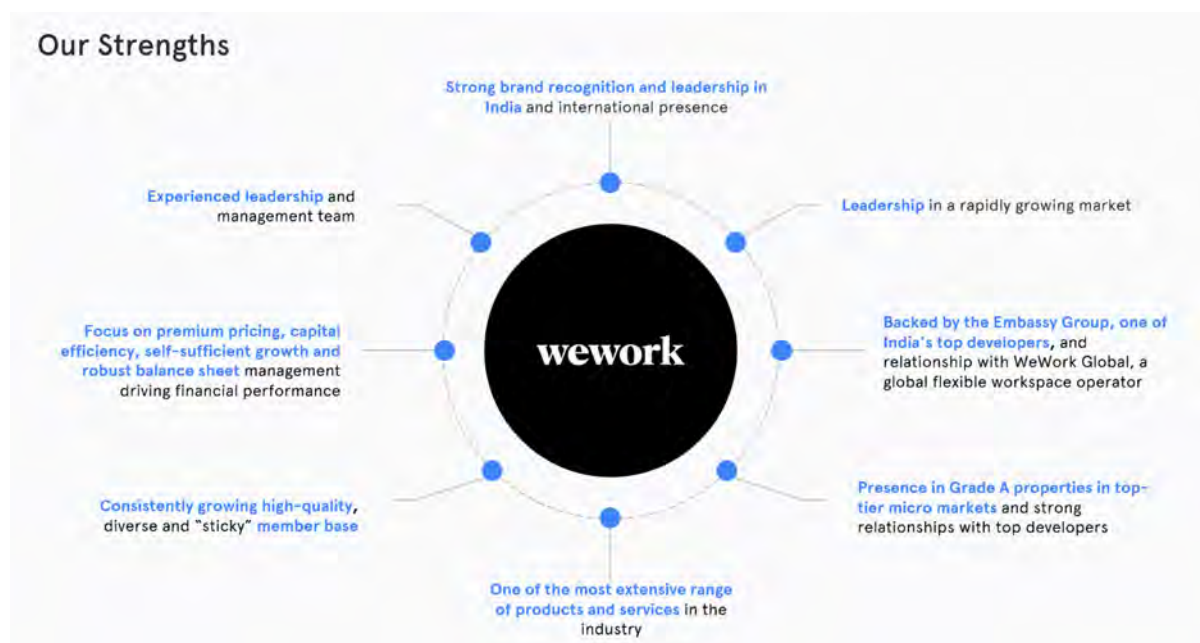 Our Strengths
Strong brand recognition and leadership in
India and international presence
Experienced leadership and
management team
Leadership in a rapidly growing market
Focus on premium pricing, capital
efficiency, self-sufficient growth and
robust balance sheet management
driving financial performance
wework
Backed by the Embassy Group, one of
India's top developers, and
relationship with WeWork Global, a
global flexible workspace operator
Consistently growing high-quality,
diverse and “sticky” member base
Presence in Grade A properties in top-
tier micro markets and strong
relationships with top developers
One of the most extensive range
of products and services in the
industry